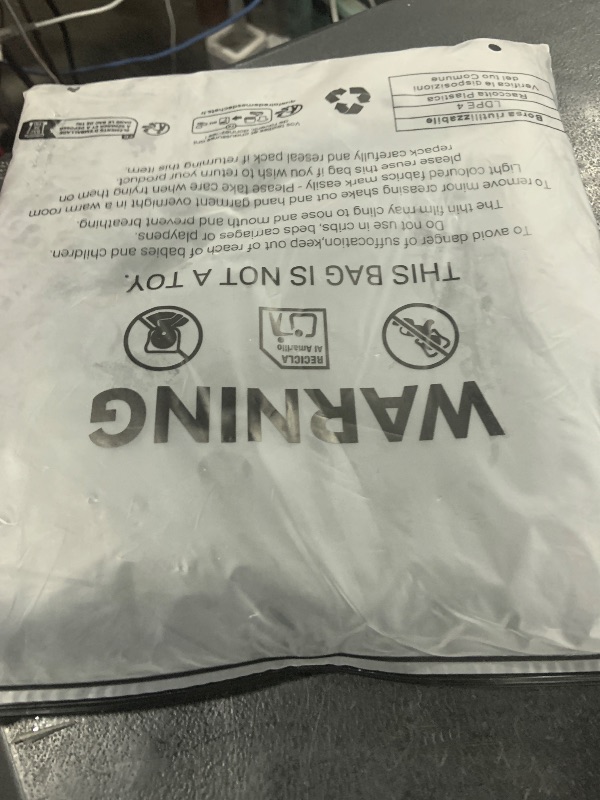 WARNING
RECICLA
Al Amarillo
THIS BAG IS NOT A TOY.
To avoid danger of suffocation,keep out of reach of babies and children.
Do not use in cribs, beds carriages or playpens.
The thin film may cling to nose and mouth and prevent breathing.
To remove minor creasing shake out and hand garment overnight in a warm room
Light coloured fabrics mark easily - Please take care when trying them on
please reuse this bag if you wish to return your product.
repack carefully and reseal pack if returning this item.
Borsa riutilizzabile
LDPE 4
Raccolta Plastica
Verifica le disposizioni
del tuo Comune
quefairedemesdechets.fr